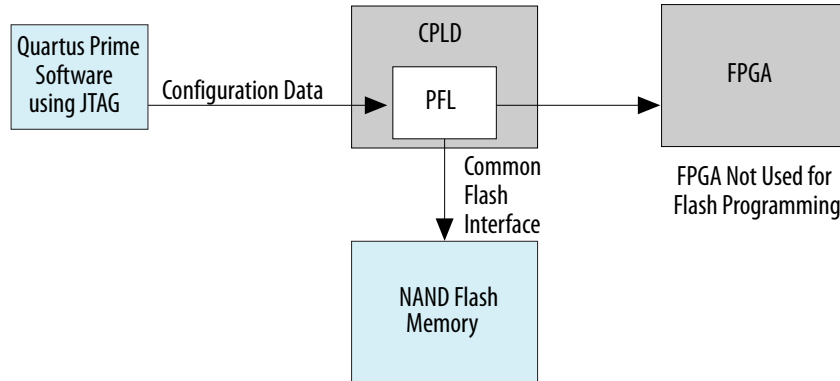 Quartus Prime
Software
using JTAG
Configuration Data
CPLD
PFL
FPGA
Common
Flash
Interface
FPGA Not Used for
Flash Programming
NAND Flash
Memory